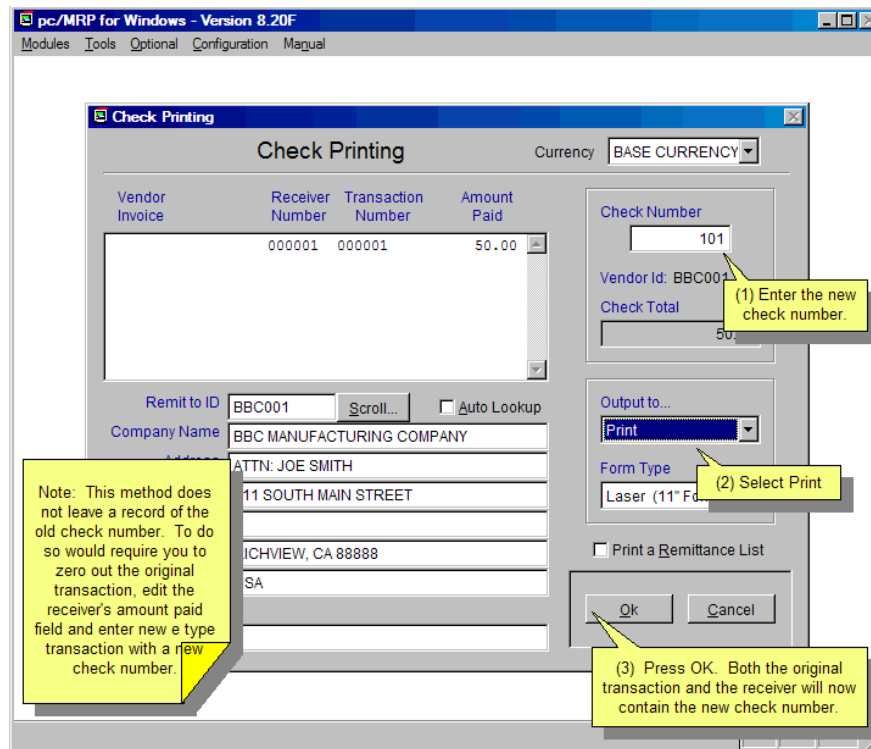 pc/MRP for Windows - Version 8.20F
Modules Tools Optional Configuration Manual
Check Printing
Check Printing
Currency BASE CURRENCY
Vendor Invoice
Receiver Number
Transaction Number
Amount Paid
000001 000001 50.00
Check Number
101
Vendor Id: BBC001
(1) Enter the new
check number.
Check Total
50.
Remit to ID BBC001 Scroll... Auto Lookup
Company Name BBC MANUFACTURING COMPANY
ATTN: JOE SMITH
11 SOUTH MAIN STREET
ICHVIEW, CA 88888
SA
Output to...
Print
(2) Select Print
Form Type
Laser (11" Fo
Print a Remittance List
Ok Cancel
(3) Press OK. Both the original
transaction and the receiver will now
contain the new check number.
Note: This method does
not leave a record of the
old check number. To do
so would require you to
zero out the original
transaction, edit the
receiver's amount paid
field and enter new e type
transaction with a new
check number.